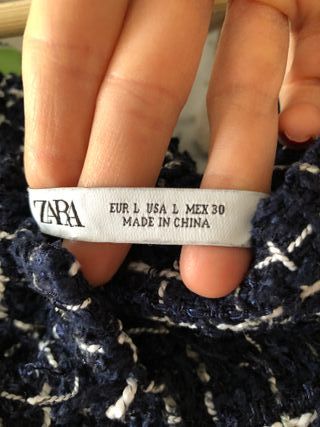 ZARA
EUR L USA L MEX 30
MADE IN CHINA